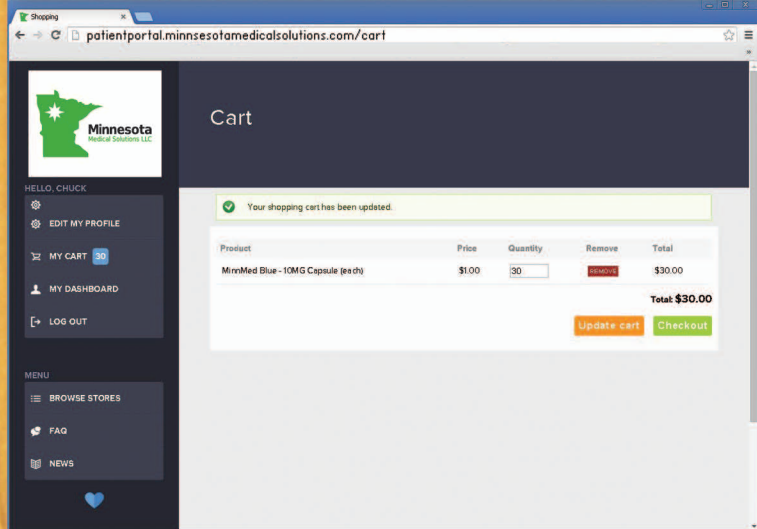 Shopping
patientportal.minnsesotamedicalsolutions.com/cart
Minnesota
Medical Solutions LLC
Cart
HELLO, CHUCK
EDIT MY PROFILE
MY CART 30
MY DASHBOARD
LOG OUT
MENU
BROWSE STORES
FAQ
NEWS
Your shopping cart has been updated.
Product Price Quantity Remove Total
MinnMed Blue - 10MG Capsule (each) $1.00 30 REMOVE $30.00
Total: $30.00
Update cart Checkout